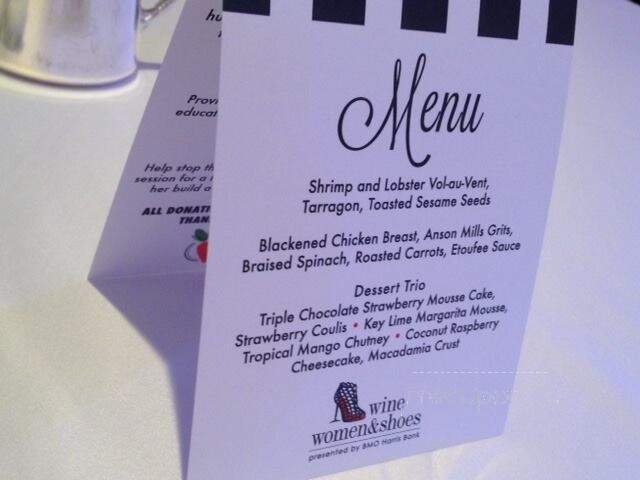 hu
Provi
educat
Help stop th
session for a
her build a
ALL DONATI
THAN
Menu
Shrimp and Lobster Vol-au-Vent,
Tarragon, Toasted Sesame Seeds
Blackened Chicken Breast, Anson Mills Grits,
Braised Spinach, Roasted Carrots, Etoufee Sauce
Dessert Trio
Triple Chocolate Strawberry Mousse Cake,
Strawberry Coulis • Key Lime Margarita Mousse,
Tropical Mango Chutney • Coconut Raspberry
Cheesecake, Macadamia Crust
wine
women&shoes
presented by BMO Harris Bank